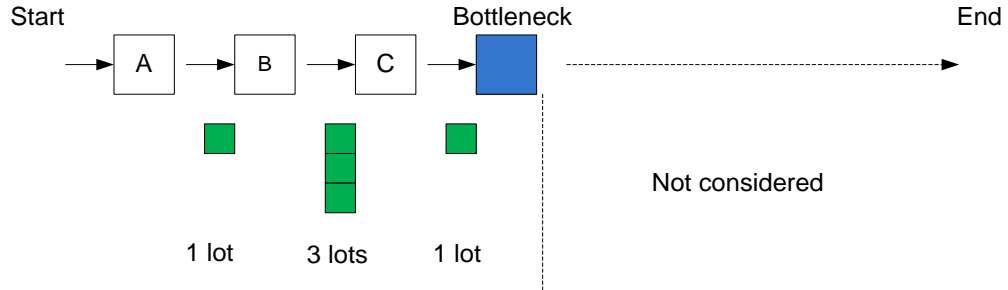 Start
Bottleneck
End
A
B
C
Not considered
1 lot
3 lots
1 lot